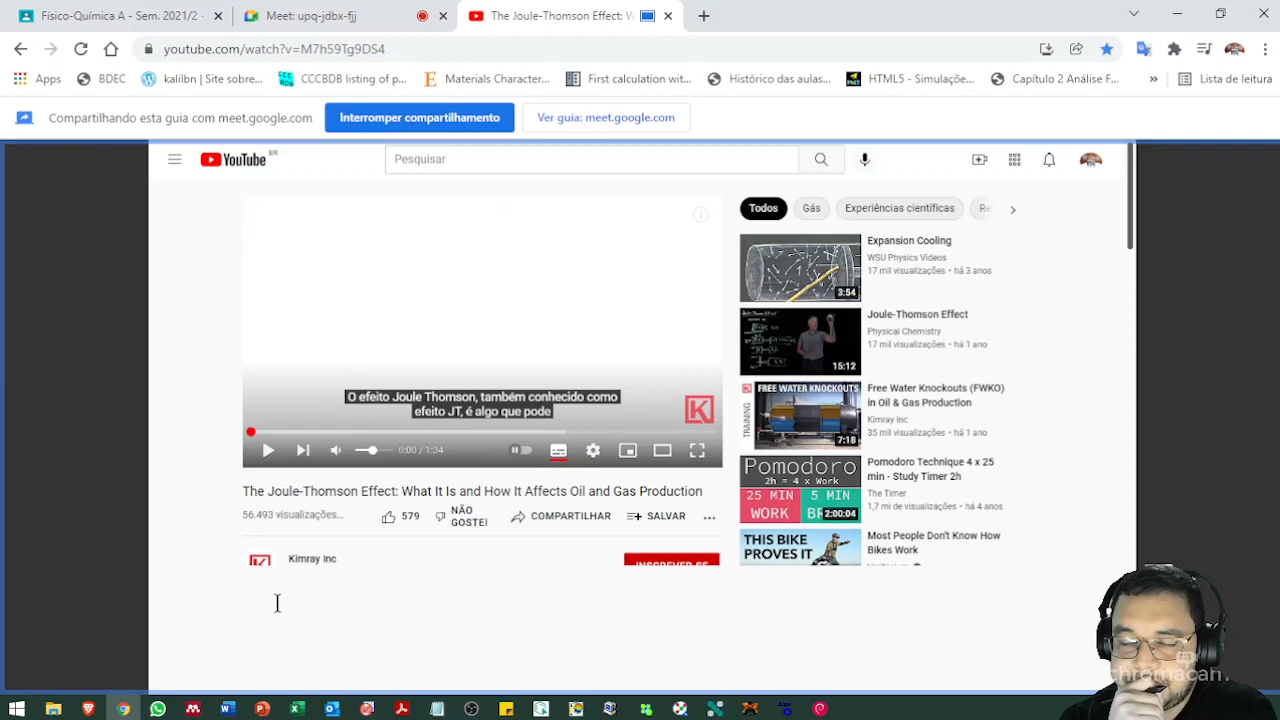 Físico-Química - Sem. 2021/2 -
Meet: upq-jdbx-fjj
The Joule-Thomson Effect: W
youtube.com/watch?v=M7h59Tg9DS4
Apps
BDEC
kalilbn | Site sobre...
CCCBDB listing of p...
Materials Character...
First calculation wit...
Histórico das aulas...
HTML5 - Simulaçõe...
Capítulo 2 Análise F...
»
Lista de leitura
Compartilhando esta guia com meet.google.com
Interromper compartilhamento
Ver guia: meet.google.com
YouTube BR
Pesquisar
Todos
Gás
Experiências científicas
Re
Expansion Cooling
WSU Physics Videos
17 mil visualizações • há 3 anos
3:54
Joule-Thomson Effect
Physical Chemistry
17 mil visualizações • há 1 ano
15:12
FREE WATER KNOCKOUTS
TRAINING
7:18
Free Water Knockouts (FWKO)
in Oil & Gas Production
Kimray Inc
35 mil visualizações • há 1 ano
O efeito Joule Thomson, também conhecido como
efeito JT, é algo que pode
K
0:00 / 1:34
Pomodoro
2h = 4 x Work
25 MIN
WORK
5 MIN
2:00:04
Pomodoro Technique 4 x 25
min - Study Timer 2h
The Timer
1,7 mi de visualizações • há 4 anos
The Joule-Thomson Effect: What It Is and How It Affects Oil and Gas Production
56.493 visualizações...
579
NÃO
GOSTEI
COMPARTILHAR
SALVAR
THIS BIKE
PROVES IT
Most People Don't Know How
Bikes Work
Kimray Inc
INSCREVER-SE
chromacam